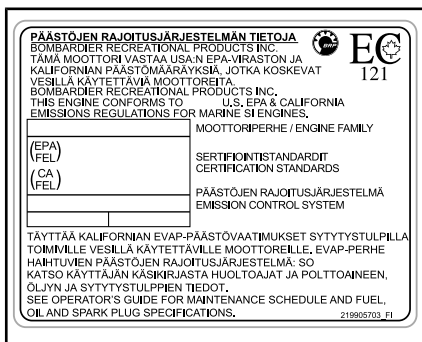 PÄÄSTÖJEN RAJOITUSJÄRJESTELMÄN TIETOJA
BOMBARDIER RECREATIONAL PRODUCTS INC.
TÄMÄ MOOTTORI VASTAA USA:N EPA-VIRASTON JA
KALIFORNIAN PÄÄSTÖMÄÄRÄYKSIÄ, JOTKA KOSKEVAT
VESILLÄ KÄYTETTÄVIÄ MOOTTOREITA.
BOMBARDIER RECREATIONAL PRODUCTS INC.
THIS ENGINE CONFORMS TO U.S. EPA & CALIFORNIA
EMISSIONS REGULATIONS FOR MARINE SI ENGINES.
BRP
EC
121
MOOTTORIPERHE / ENGINE FAMILY
(EPA FEL)
SERTIFIOINTISTANDARDIT
CERTIFICATION STANDARDS
(CA FEL)
PÄÄSTÖJEN RAJOITUSJÄRJESTELMÄ
EMISSION CONTROL SYSTEM
TÄYTTÄÄ KALIFORNIAN EVAP-PÄÄSTÖVAATIMUKSET SYTYTYSTULPILLA
TOIMIVILLE VESILLÄ KÄYTETTÄVILLE MOOTTOREILLE. EVAP-PERHE
HAIHTUVIEN PÄÄSTÖJEN RAJOITUSJÄRJESTELMÄ: SO
KATSO KÄYTTÄJÄN KÄSIKIRJASTA HUOLTOAJAT JA POLTTOAINEEN,
ÖLJYN JA SYTYTYSTULPPIEN TIEDOT.
SEE OPERATOR'S GUIDE FOR MAINTENANCE SCHEDULE AND FUEL,
OIL AND SPARK PLUG SPECIFICATIONS.
219905703_FI